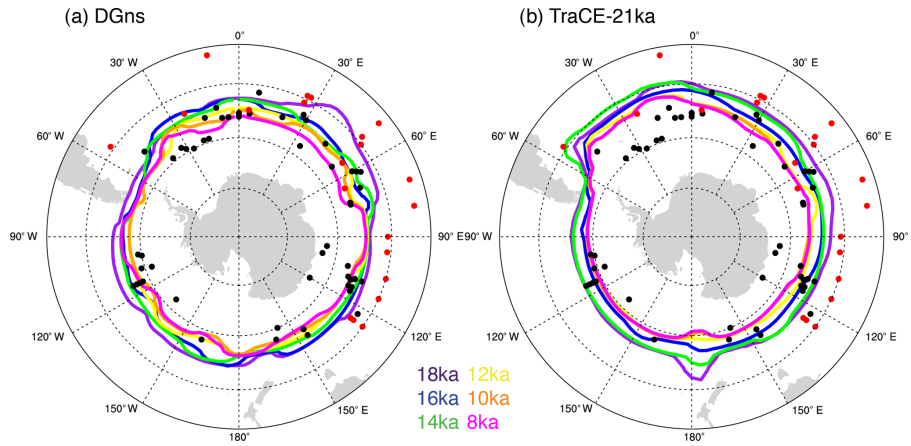 (a) DGns
(b) TraCE-21ka
0°
0°
30° W
30° E
30° W
30° E
60° W
60° E
60° W
60° E
90° W
90° E
90° W
90° E
120° W
120° E
120° W
120° E
150° W
150° E
150° W
150° E
180°
180°
18ka 12ka
16ka 10ka
14ka 8ka